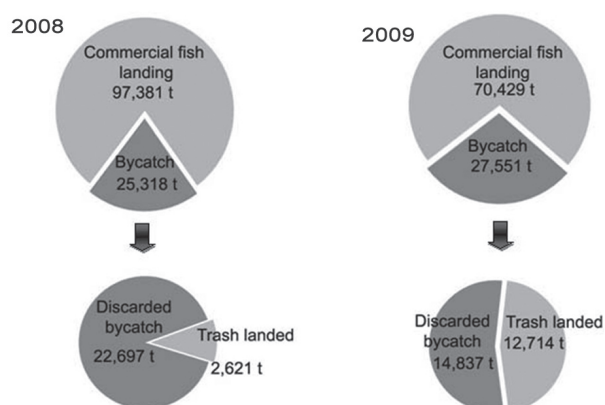 2008
Commercial fish
landing
97,381 t
Bycatch
25,318 t
Discarded
bycatch
22,697 t
Trash landed
2,621 t
2009
Commercial fish
landing
70,429 t
Bycatch
27,551 t
Discarded
bycatch
14,837 t
Trash landed
12,714 t